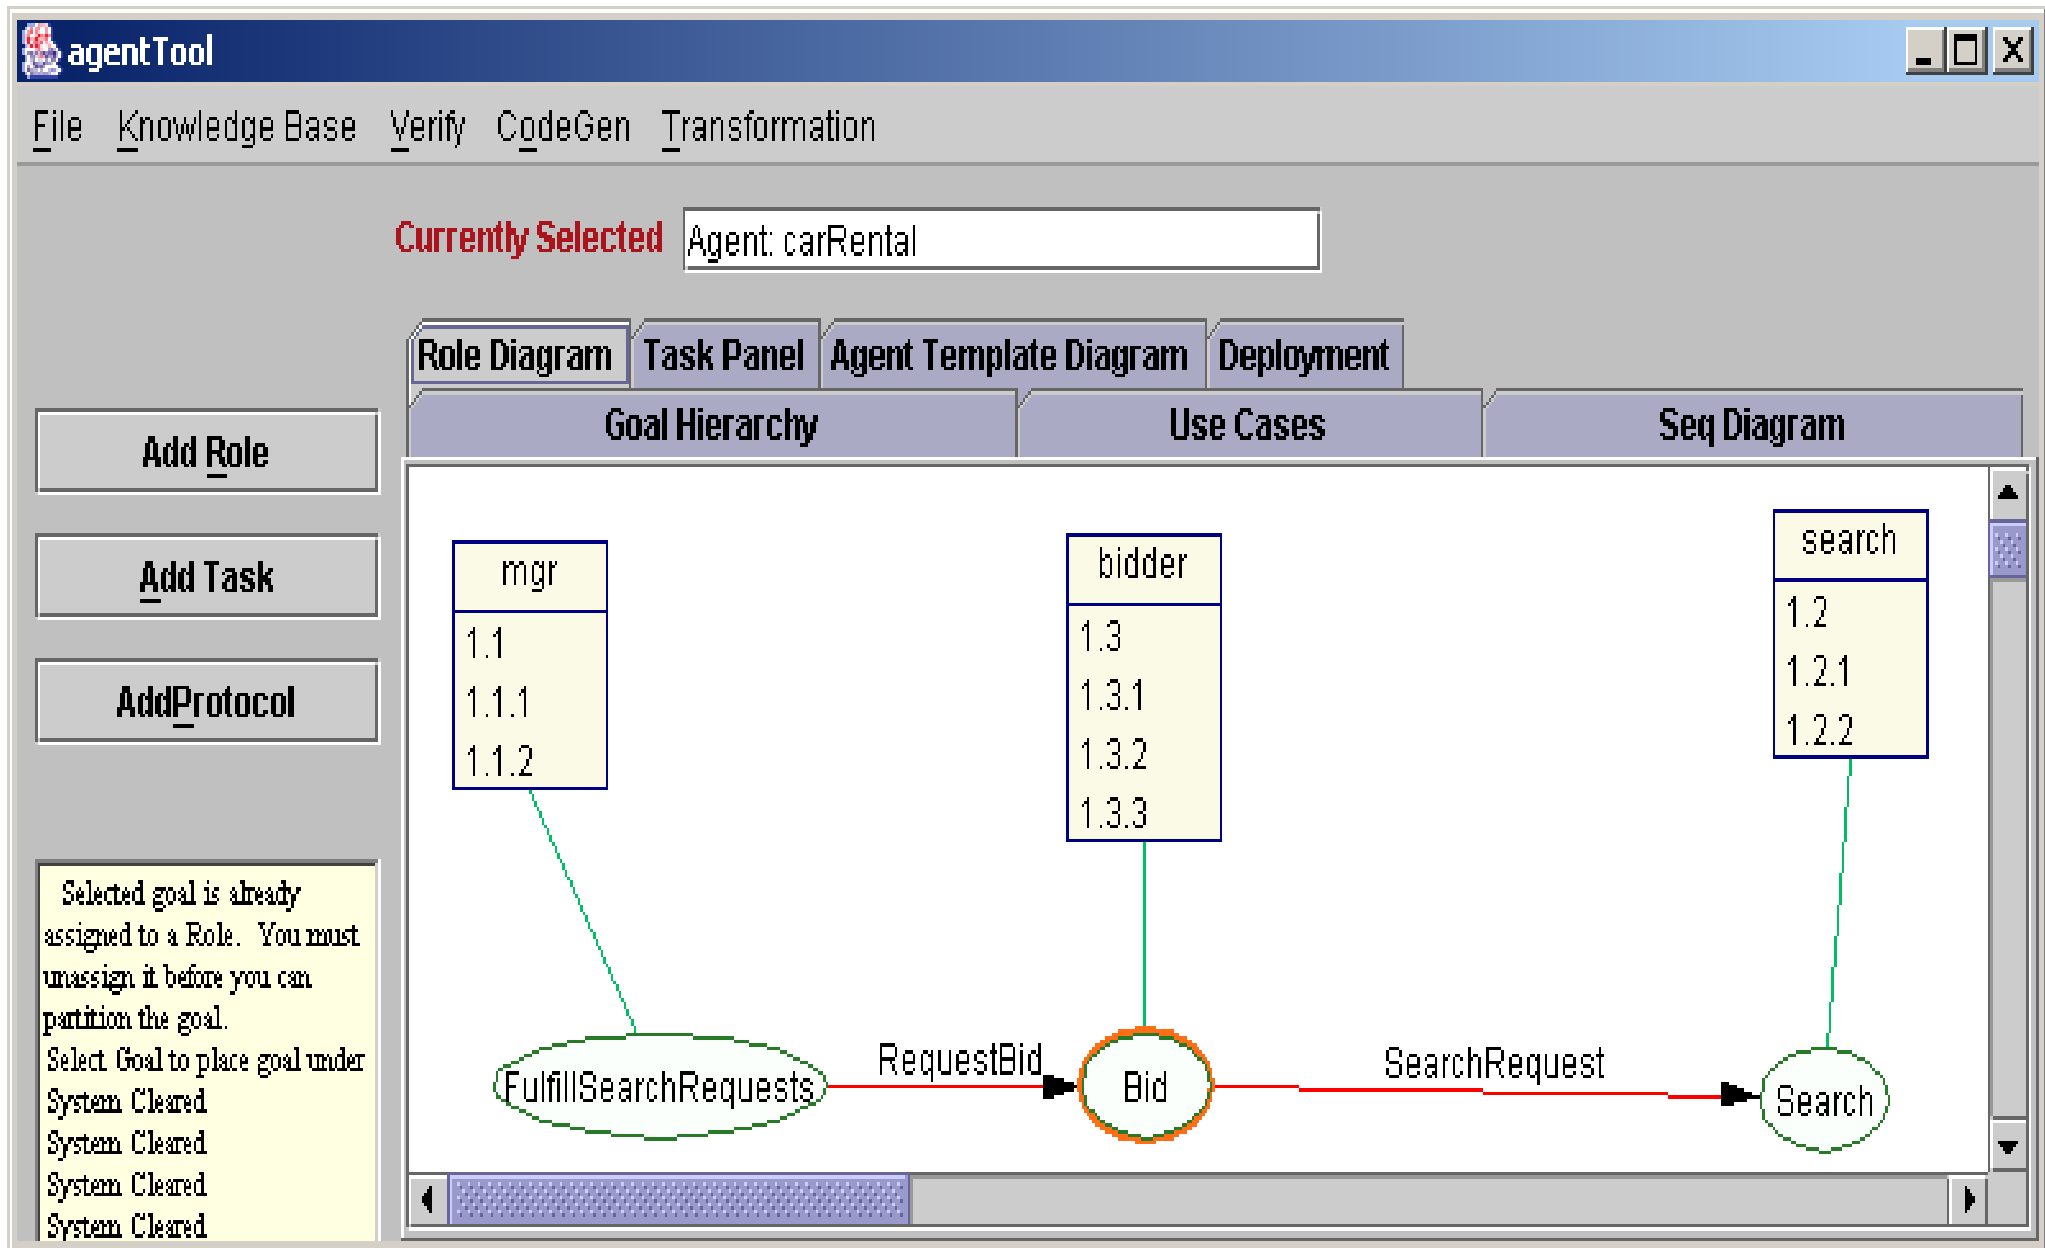 agentTool
File Knowledge Base Verify CodeGen Transformation
Currently Selected Agent: carRental
Role Diagram Task Panel Agent Template Diagram Deployment
Goal Hierarchy Use Cases Seq Diagram
Add Role
Add Task
AddProtocol
Selected goal is already
assigned to a Role. You must
unassign it before you can
partition the goal.
Select Goal to place goal under
System Cleared
System Cleared
System Cleared
System Cleared
mgr
1.1
1.1.1
1.1.2
bidder
1.3
1.3.1
1.3.2
1.3.3
search
1.2
1.2.1
1.2.2
FulfillSearchRequests
RequestBid
Bid
SearchRequest
Search